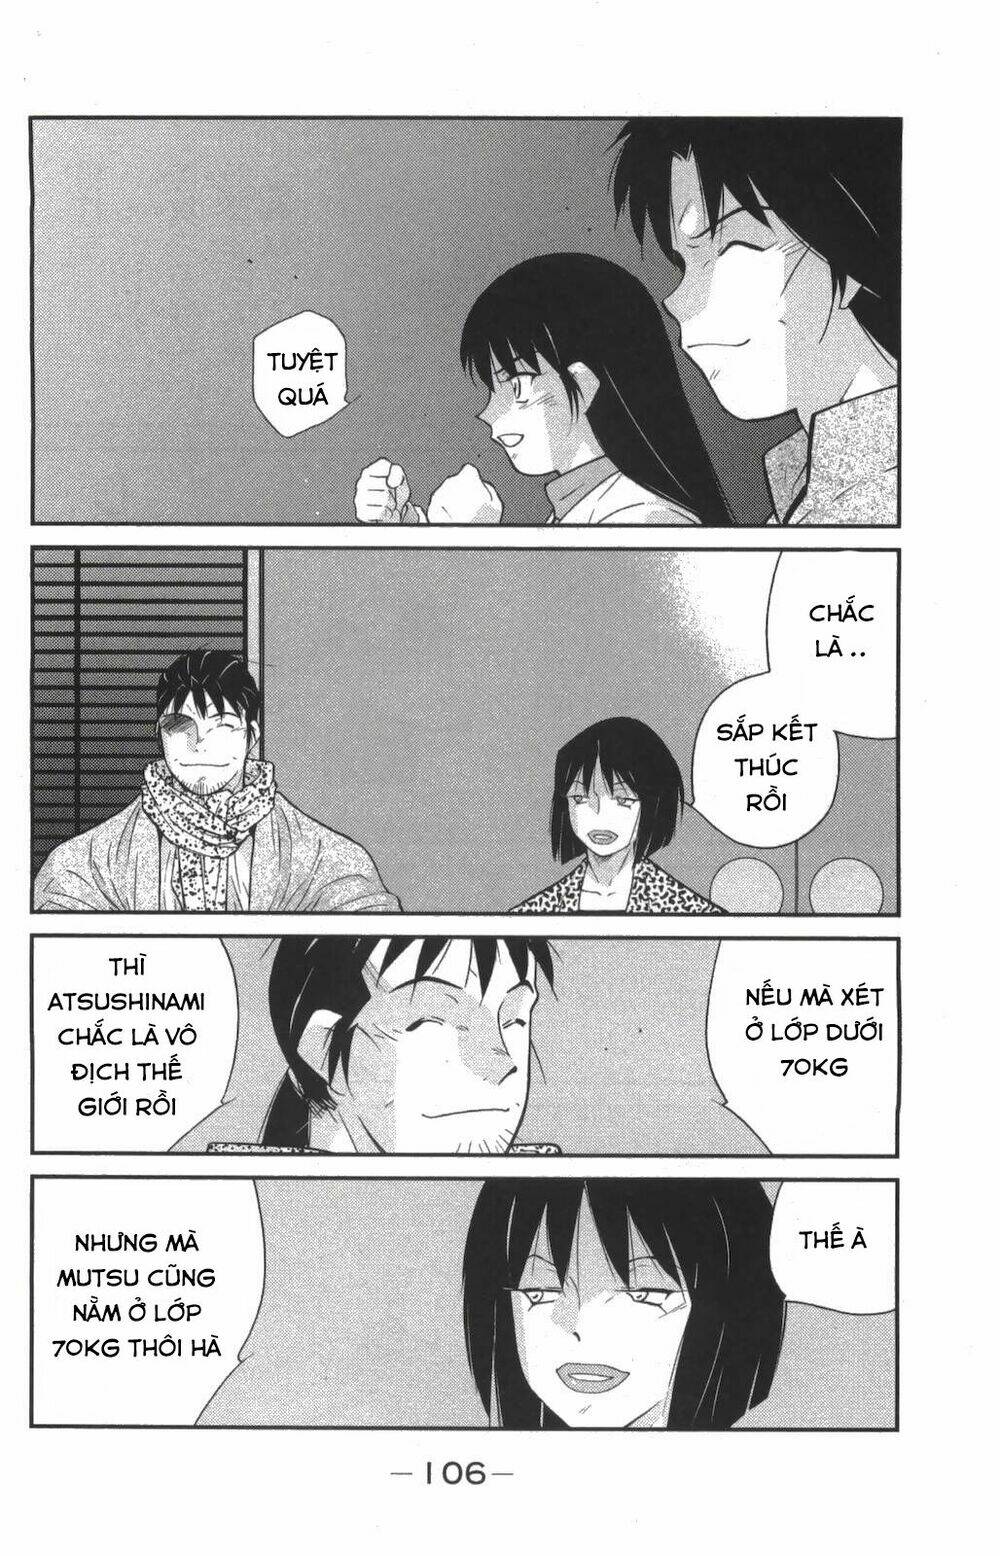 TUYỆT
QUÁ
CHẮC
LÀ ..
SẮP KẾT
THÚC
RỒI
NẾU MÀ XÉT
Ở LỚP DƯỚI
70KG
THÌ
ATSUSHINAMI
CHẮC LÀ VÔ
ĐỊCH THẾ
GIỚI RỒI
THẾ À
NHƯNG MÀ
MUTSU CŨNG
NẰM Ở LỚP
70KG THÔI HÀ
—106—